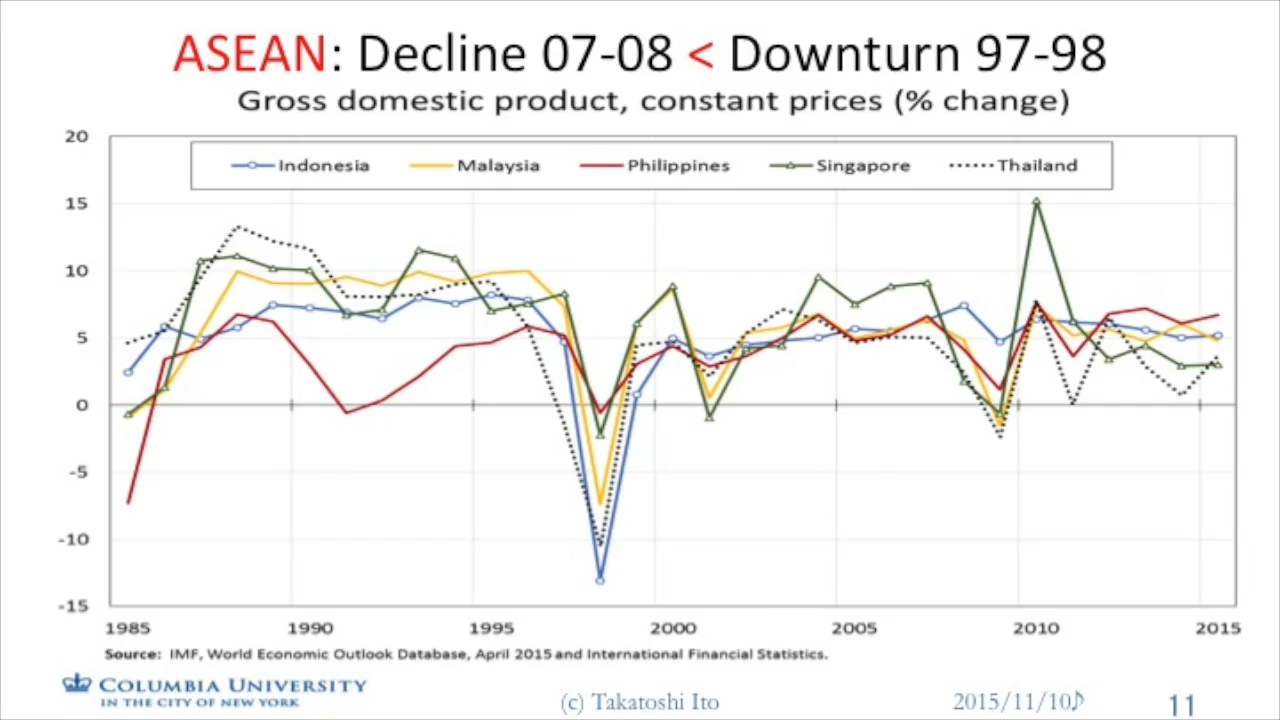 ASEAN: Decline 07-08 < Downturn 97-98
Gross domestic product, constant prices (% change)
Indonesia Malaysia Philippines Singapore Thailand
20
15
10
5
0
-5
-10
-15
1985 1990 1995 2000 2005 2010 2015
Source: IMF, World Economic Outlook Database, April 2015 and International Financial Statistics.
COLUMBIA UNIVERSITY
IN THE CITY OF NEW YORK
(c) Takatoshi Ito
2015/11/10♪
11